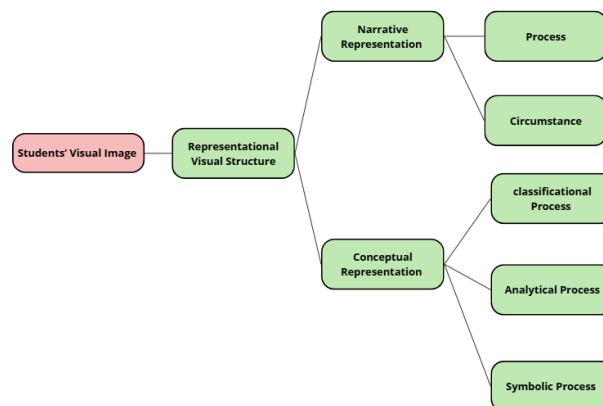 Narrative
Representation
Process
Circumstance
Students’ Visual Image
Representational
Visual Structure
classificational
Process
Conceptual
Representation
Analytical Process
Symbolic Process